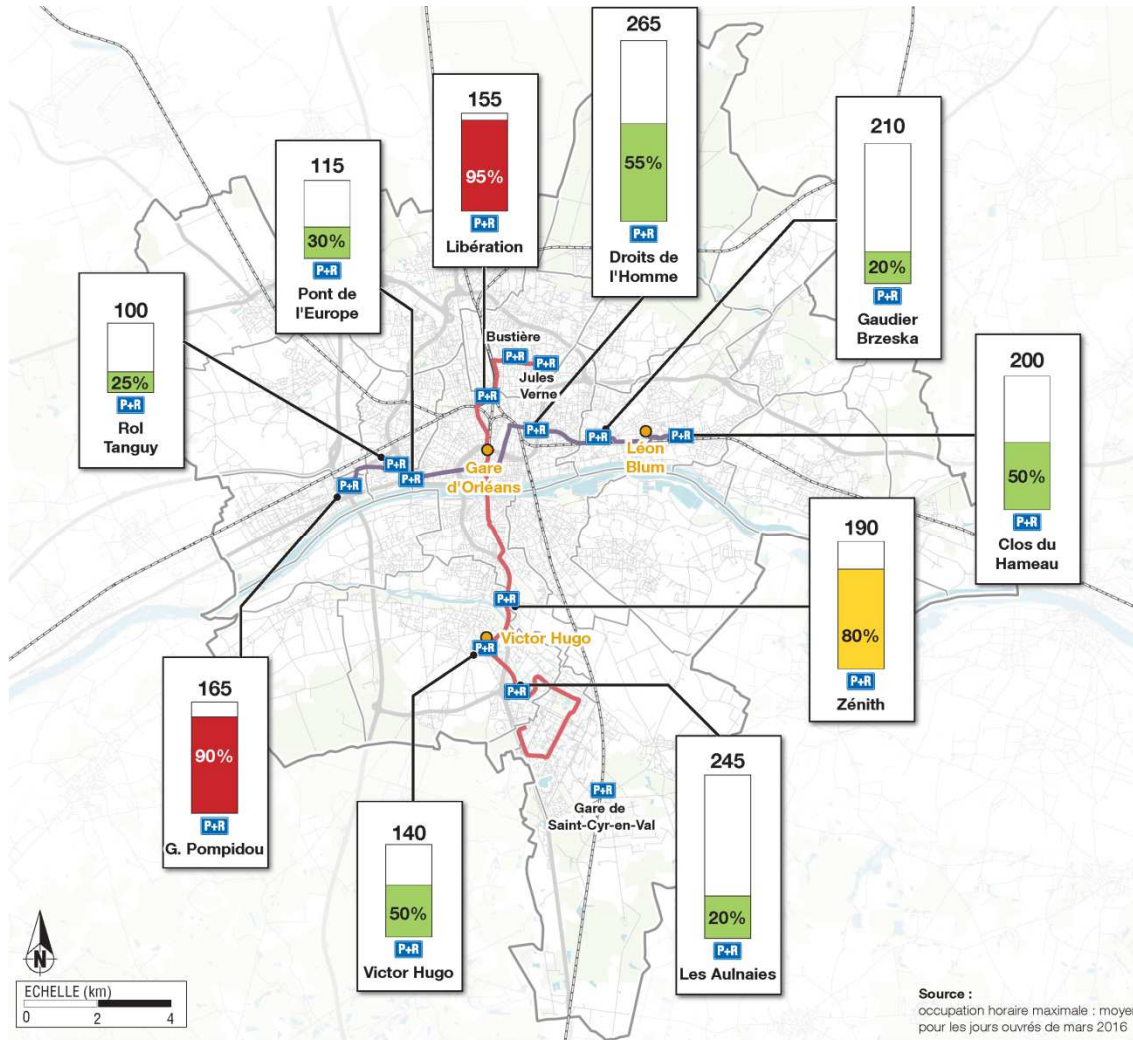 265
155
95%
55%
P+R
Libération
P+R
Droits de
l'Homme
210
20%
P+R
Gaudier
Brzeska
115
30%
P+R
Pont de
l'Europe
100
25%
P+R
Rol
Tanguy
200
50%
P+R
Clos du
Hameau
Bustière
P+R
P+R
Jules
Verne
P+R
P+R
P+R
P+R
Léon
Blum
Gare
d'Orléans
P+R
P+R
P+R
190
80%
P+R
Zénith
P+R
Victor Hugo
P+R
P+R
165
90%
P+R
G. Pompidou
140
50%
P+R
Victor Hugo
245
20%
P+R
Les Aulnaies
P+R
Gare de
Saint-Cyr-en-Val
N
ECHELLE (km)
0 2 4
Source :
occupation horaire maximale : moyen
pour les jours ouvrés de mars 2016